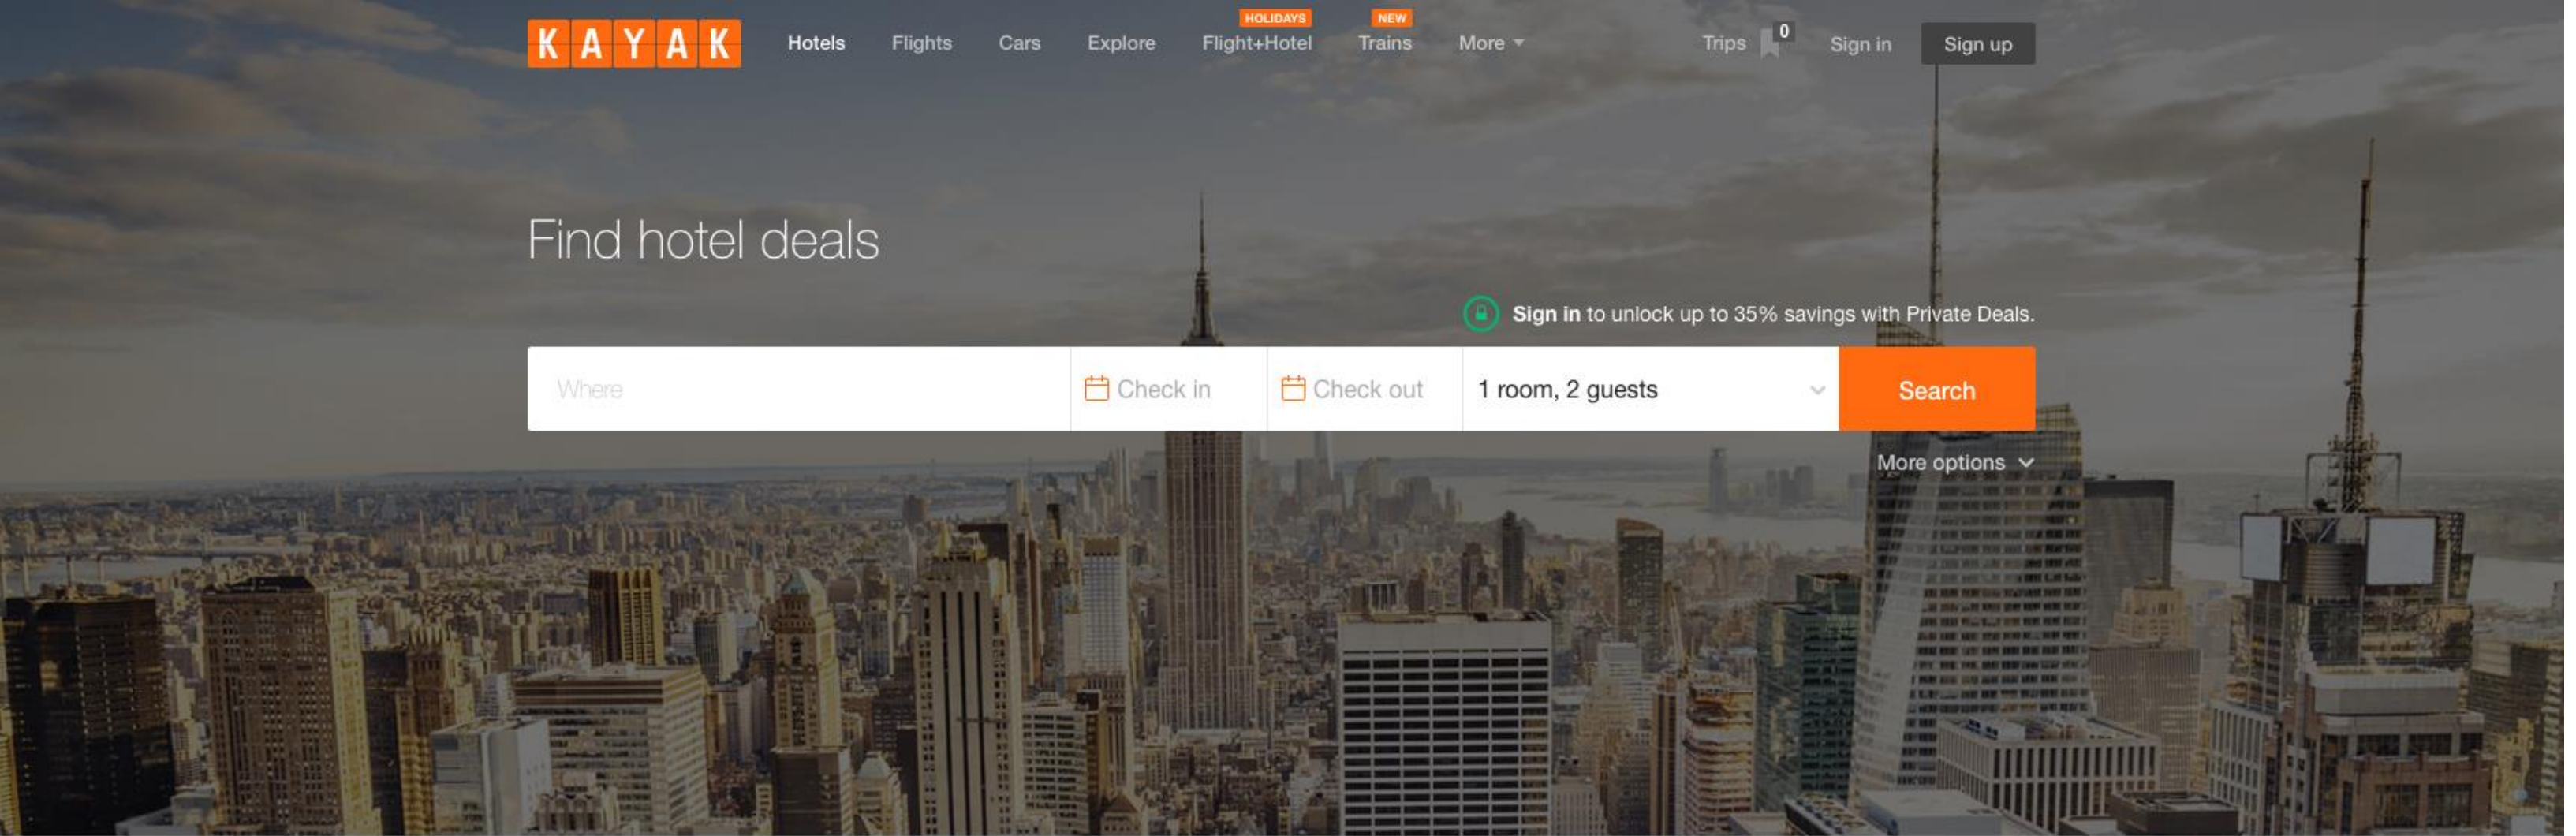 HOLIDAYS NEW
KAYAK Hotels Flights Cars Explore Flight+Hotel Trains More Trips 0 Sign in Sign up
Find hotel deals
Sign in to unlock up to 35% savings with Private Deals.
Where Check in Check out 1 room, 2 guests Search
More options